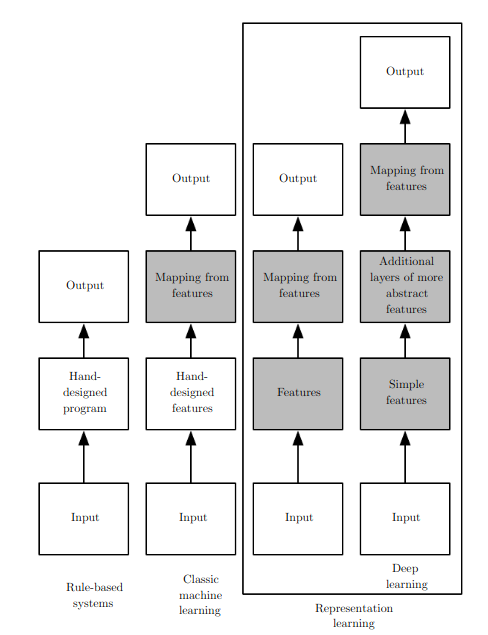 Output
Output
Output
Mapping from
features
Output
Mapping from
features
Mapping from
features
Additional
layers of more
abstract
features
Hand-
designed
program
Hand-
designed
features
Features
Simple
features
Input
Input
Input
Input
Rule-based
systems
Classic
machine
learning
Deep
learning
Representation
learning